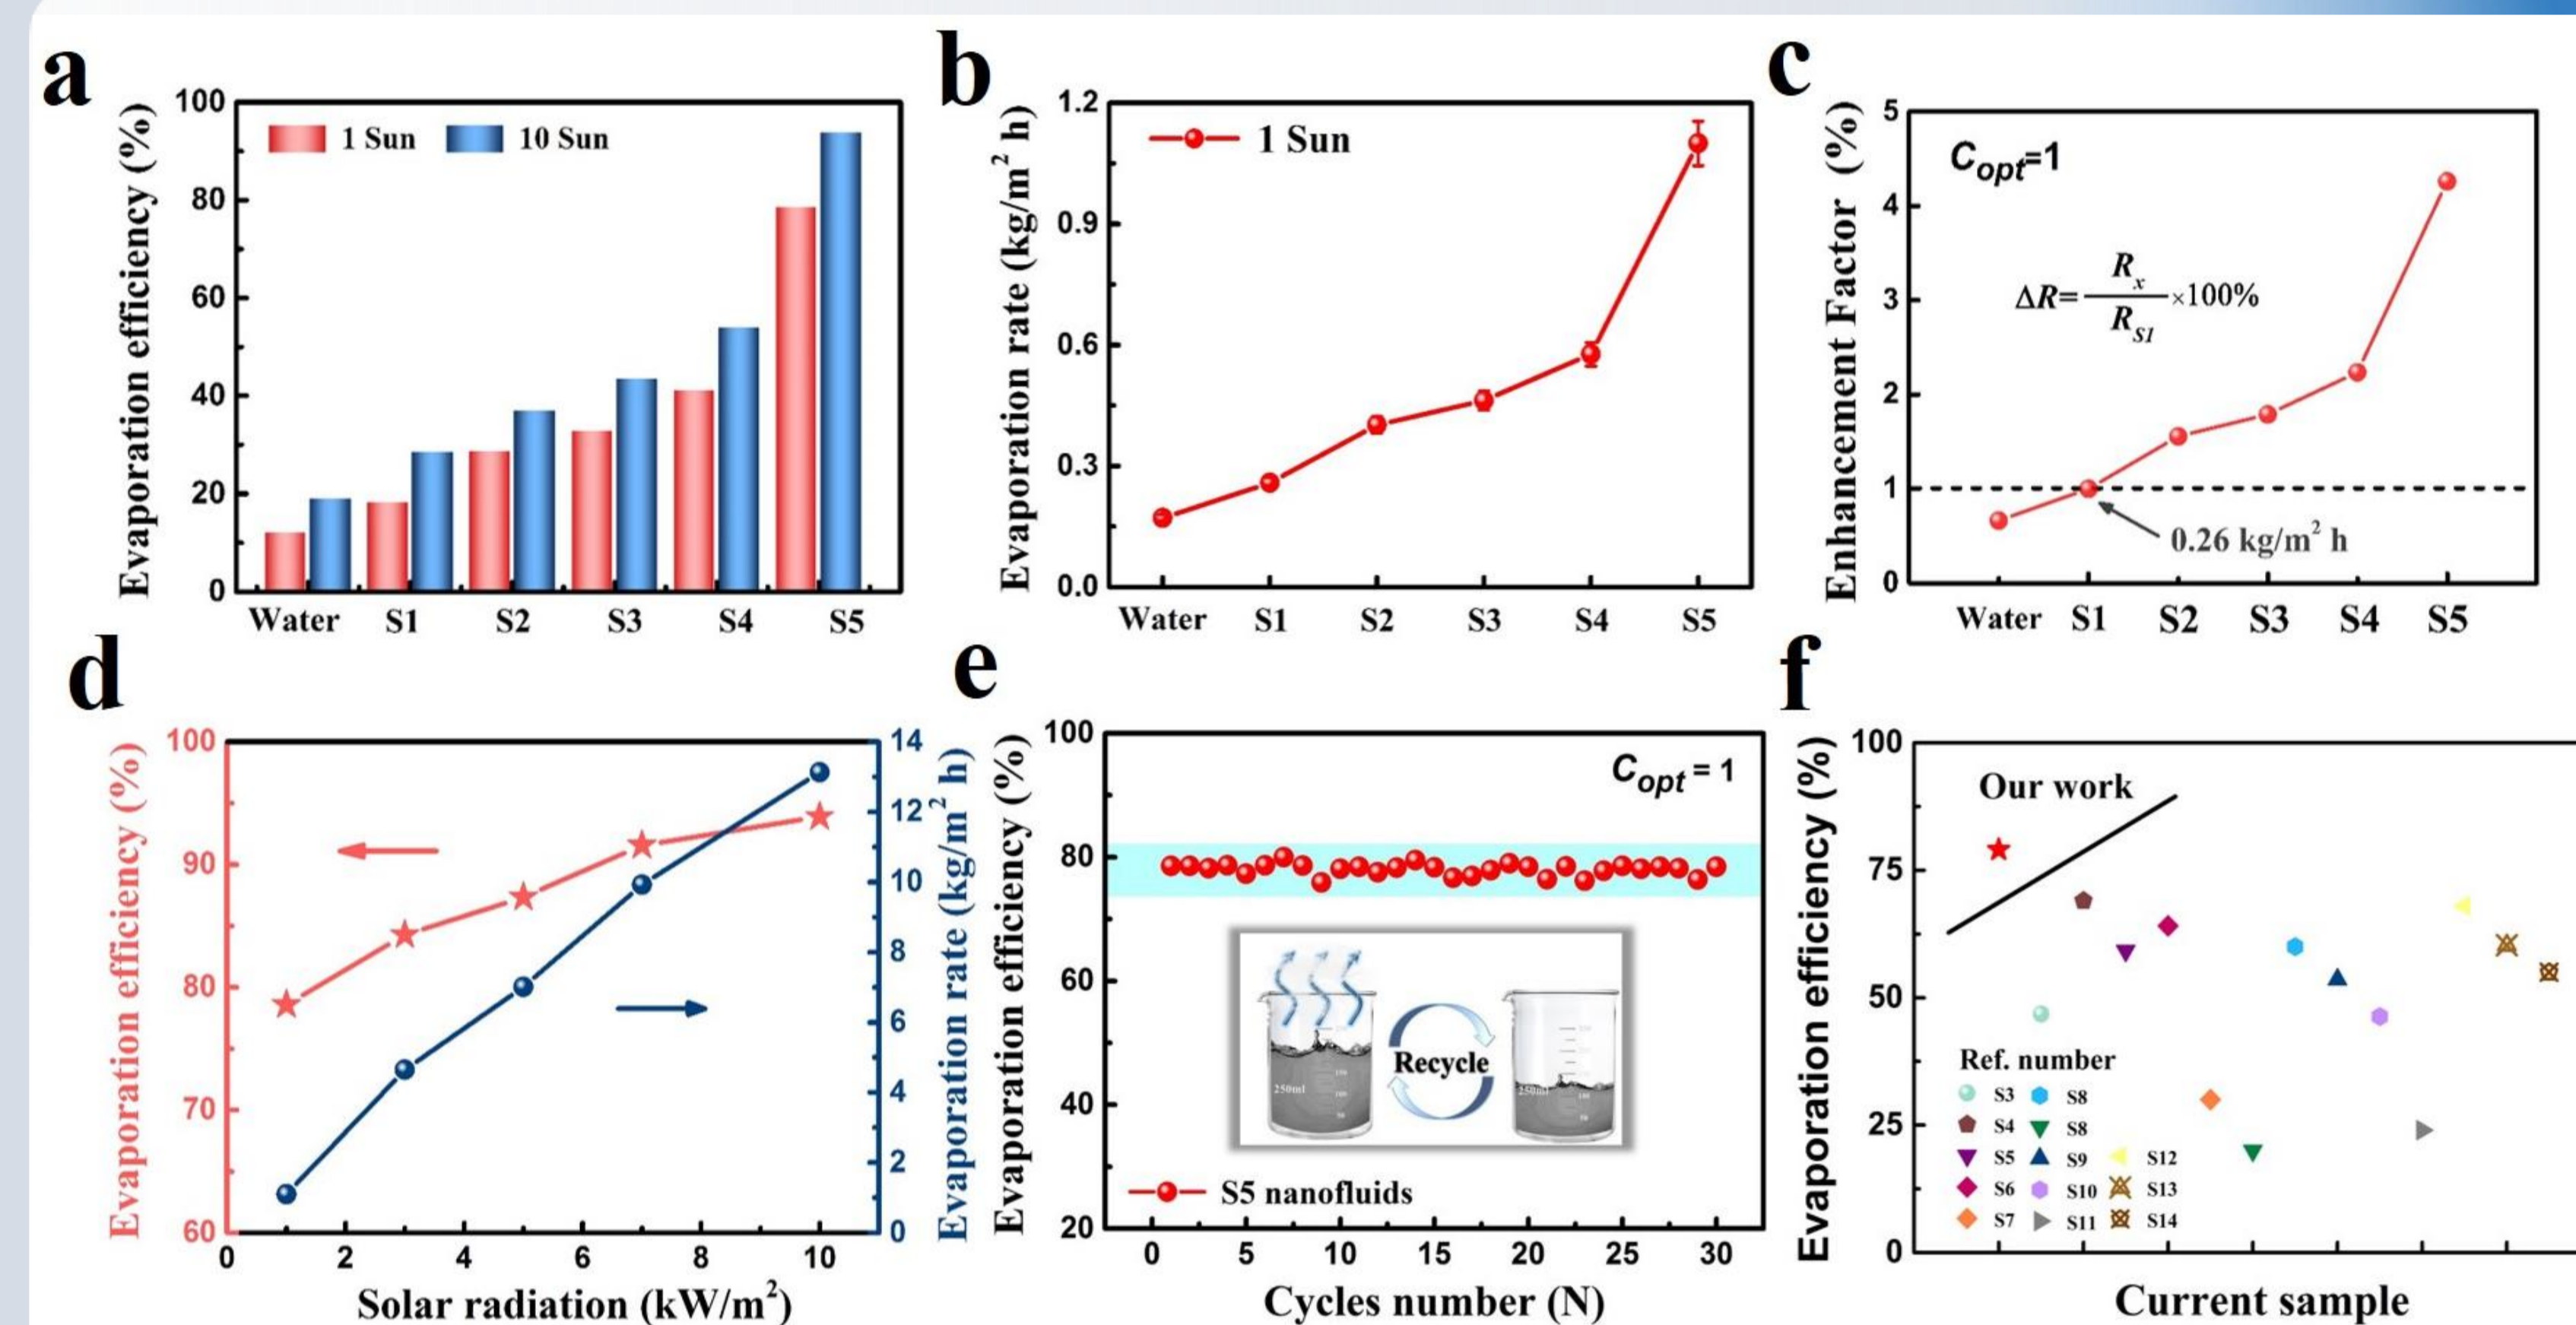 a
Evaporation efficiency (%)
100
80
60
40
20
0
1 Sun
10 Sun
Water S1 S2 S3 S4 S5
b
Evaporation rate (kg/m² h)
1.2
0.9
0.6
0.3
0.0
1 Sun
Water S1 S2 S3 S4 S5
c
Enhancement Factor (%)
5
4
3
2
1
0
Copt=1
ΔR= Rx / RS1 ×100%
0.26 kg/m² h
Water S1 S2 S3 S4 S5
d
Evaporation efficiency (%)
100
90
80
70
60
14
12
10
8
6
4
2
0
Evaporation rate (kg/m² h)
0 2 4 6 8 10
Solar radiation (kW/m²)
e
Evaporation efficiency (%)
100
80
60
40
20
Copt = 1
250ml
150
100
50
Recycle
250ml
100
50
S5 nanofluids
0 5 10 15 20 25 30
Cycles number (N)
f
Evaporation efficiency (%)
100
75
50
25
0
Our work
Ref. number
S3 S8
S4 S8
S5 S9 S12
S6 S10 S13
S7 S11 S14
Current sample